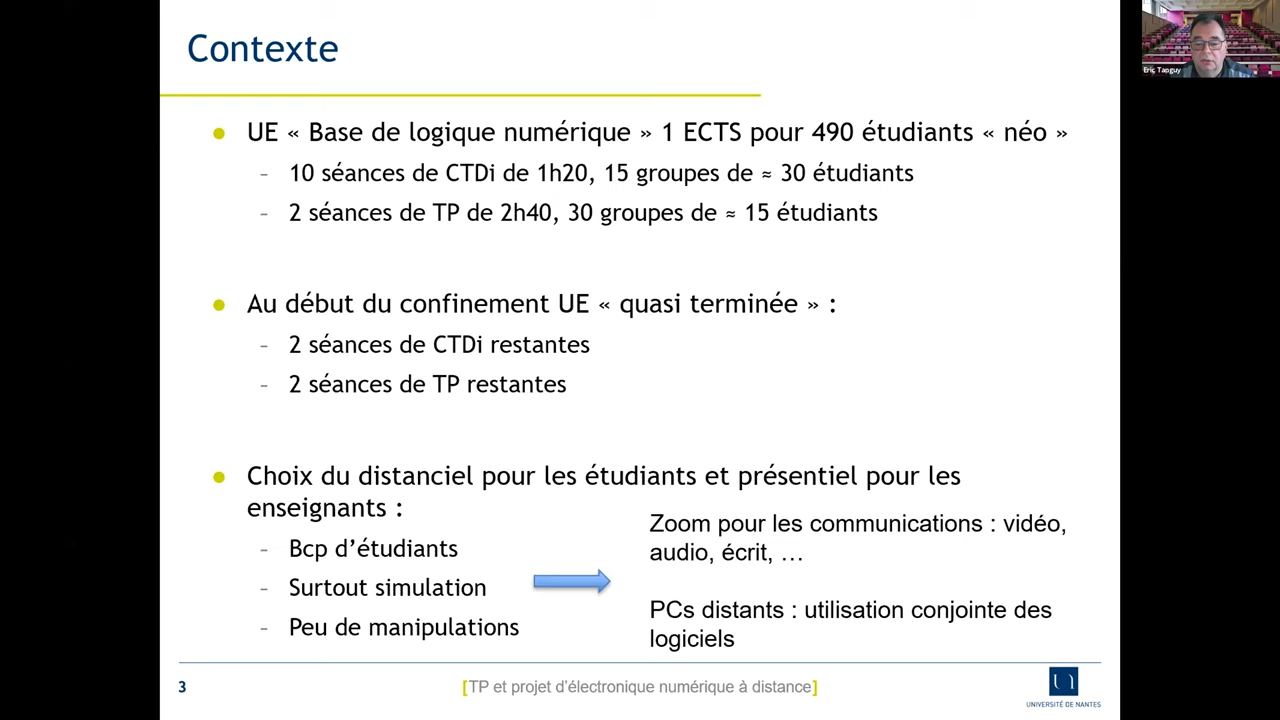 Contexte
Eric Tanguy
● UE « Base de logique numérique » 1 ECTS pour 490 étudiants « néo »
- 10 séances de CTDi de 1h20, 15 groupes de ≈ 30 étudiants
- 2 séances de TP de 2h40, 30 groupes de ≈ 15 étudiants
● Au début du confinement UE « quasi terminée » :
- 2 séances de CTDi restantes
- 2 séances de TP restantes
● Choix du distanciel pour les étudiants et présentiel pour les
enseignants :
- Bcp d’étudiants
- Surtout simulation
- Peu de manipulations
Zoom pour les communications : vidéo,
audio, écrit, …
PCs distants : utilisation conjointe des
logiciels
3
[TP et projet d’électronique numérique à distance]
UNIVERSITÉ DE NANTES